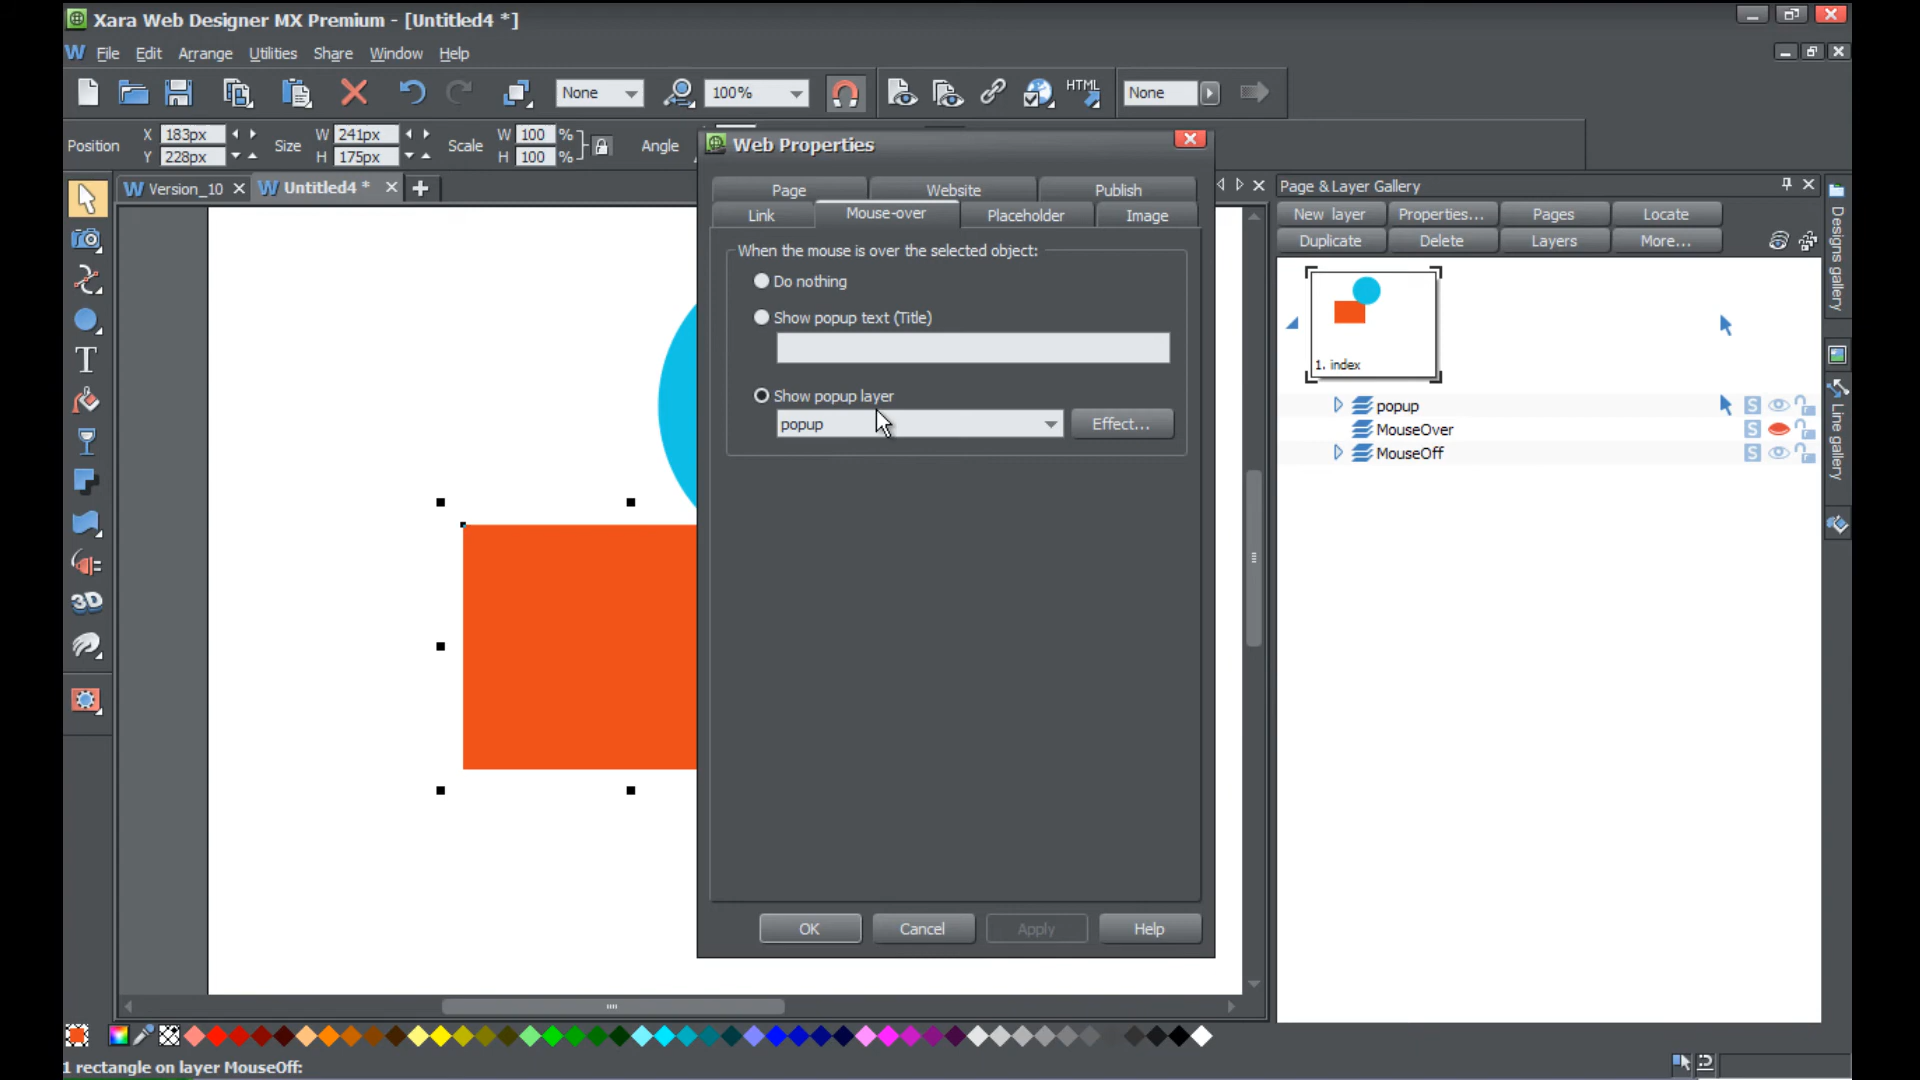 Xara Web Designer MX Premium - [Untitled4 *]
W File Edit Arrange Utilities Share Window Help
None 100% HTML None
X 183px W 241px W 100 %
Position Size Scale Angle
Y 228px H 175px H 100 %
W Version_10 W Untitled4 *
Web Properties
Page Website Publish
Link Mouse-over Placeholder Image
When the mouse is over the selected object:
Do nothing
Show popup text (Title)
Show popup layer
popup Effect...
OK Cancel Apply Help
Page & Layer Gallery
New layer Properties... Pages Locate
Duplicate Delete Layers More...
1. index
popup S
MouseOver S
MouseOff S
Designs gallery
Line gallery
T
3D
1 rectangle on layer MouseOff: